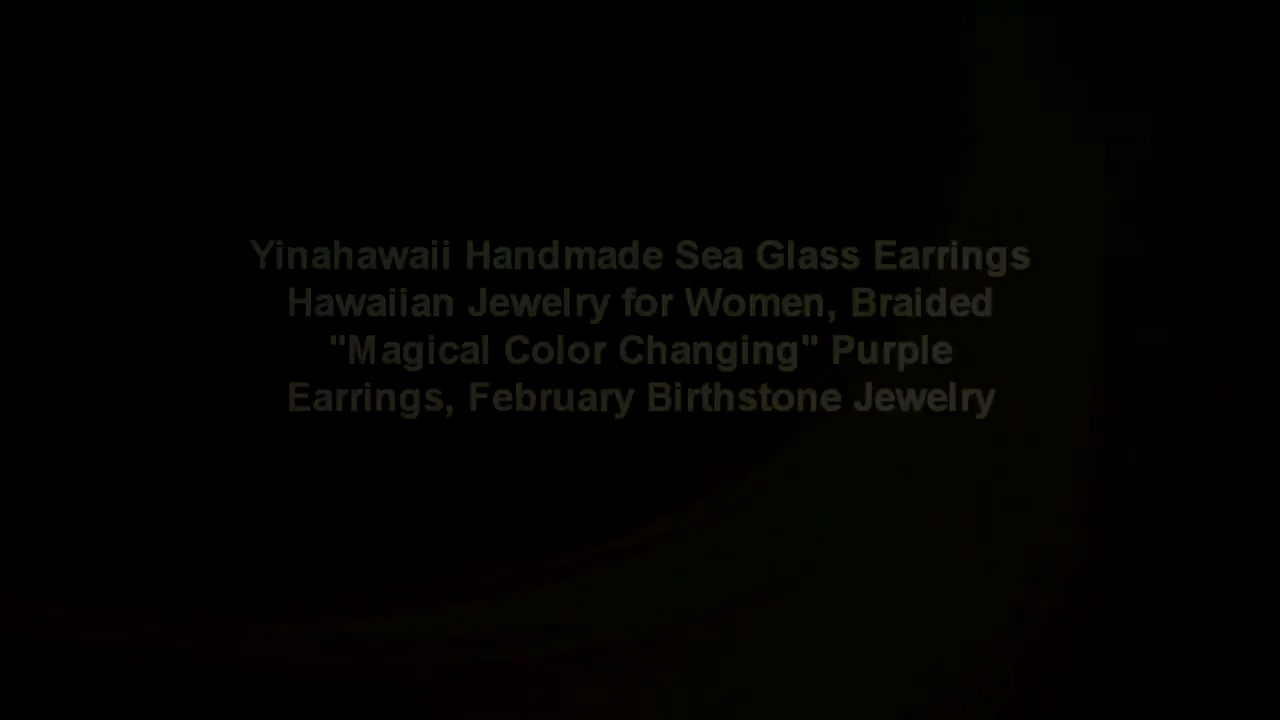 Yinahawaii Handmade Sea Glass Earrings
Hawaiian Jewelry for Women, Braided
"Magical Color Changing" Purple
Earrings, February Birthstone Jewelry